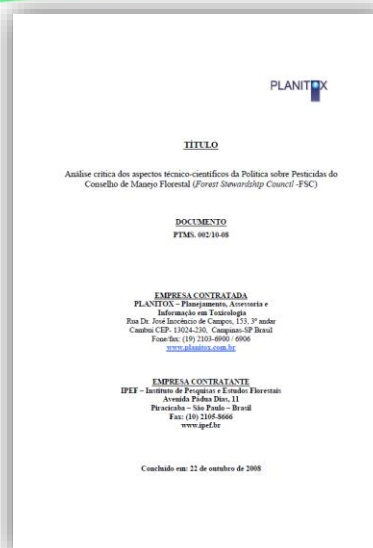 PLANITOX
TÍTULO
Análise crítica dos aspectos técnico-científicos da Política sobre Pesticidas do
Conselho de Manejo Florestal (Forest Stewardship Council -FSC)
DOCUMENTO
PTMS. 002/10-08
EMPRESA CONTRATADA
PLANITOX – Planejamento, Assessoria e
Informação em Toxicologia
Rua Dr. José Inocêncio de Campos, 153, 3º andar
Cambuí CEP- 13024-230, Campinas-SP Brasil
Fone/fax: (19) 2103-6900 / 6906
www.planitox.com.br
EMPRESA CONTRATANTE
IPEF – Instituto de Pesquisas e Estudos Florestais
Avenida Pádua Dias, 11
Piracicaba – São Paulo – Brasil
Fax: (19) 2105-8666
www.ipef.br
Concluído em: 22 de outubro de 2008